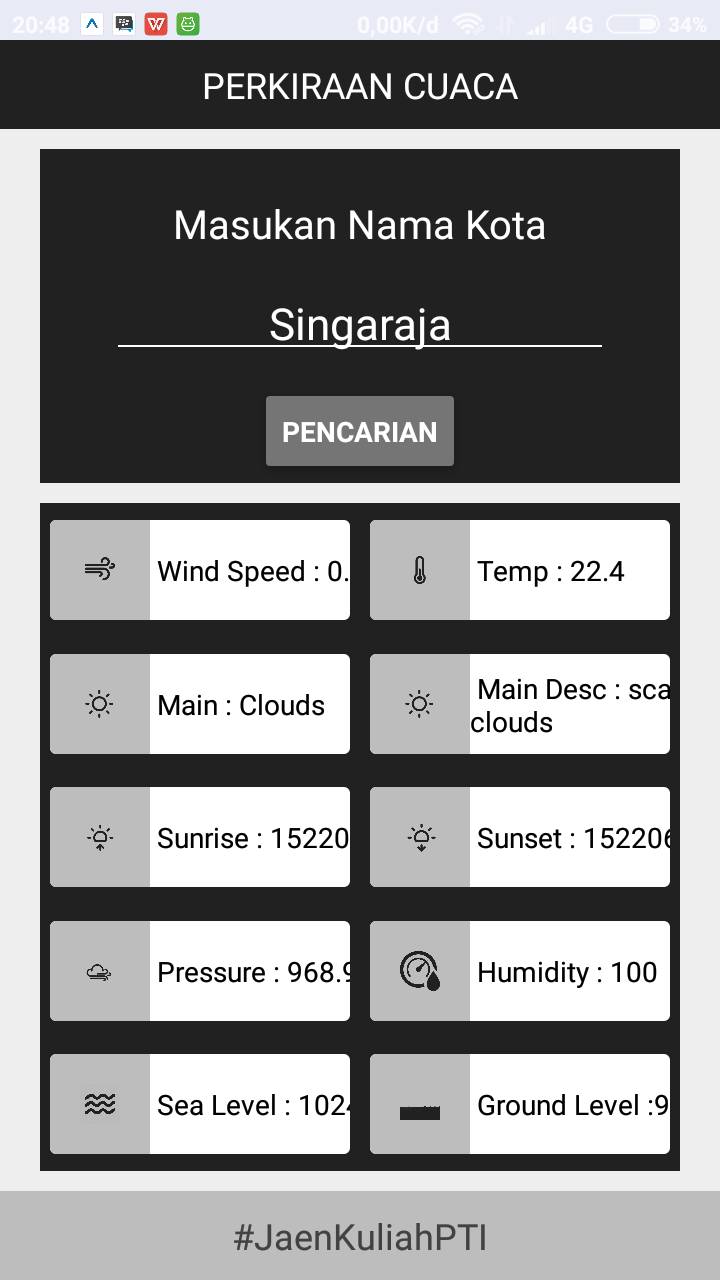 20:48 0,00K/d 4G 34%
PERKIRAAN CUACA
Masukan Nama Kota
Singaraja
PENCARIAN
Wind Speed : 0.
Temp : 22.4
Main : Clouds
Main Desc : sca
clouds
Sunrise : 15220
Sunset : 152206
Pressure : 968.9
Humidity : 100
Sea Level : 1024
Ground Level :9
#JaenKuliahPTI